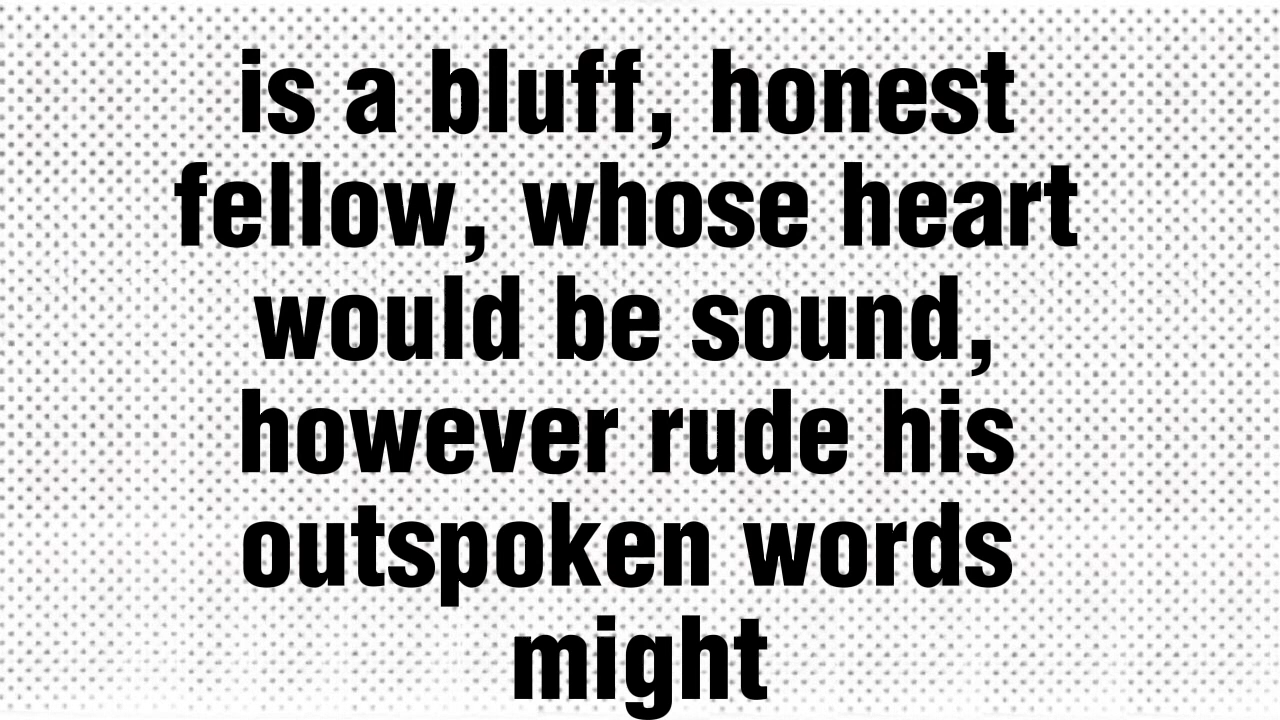 is a bluff, honest
fellow, whose heart
would be sound,
however rude his
outspoken words
might